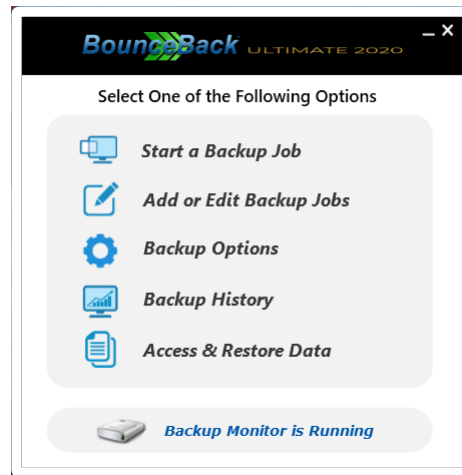 BounceBack ULTIMATE 2020
Select One of the Following Options
Start a Backup Job
Add or Edit Backup Jobs
Backup Options
Backup History
Access & Restore Data
Backup Monitor is Running